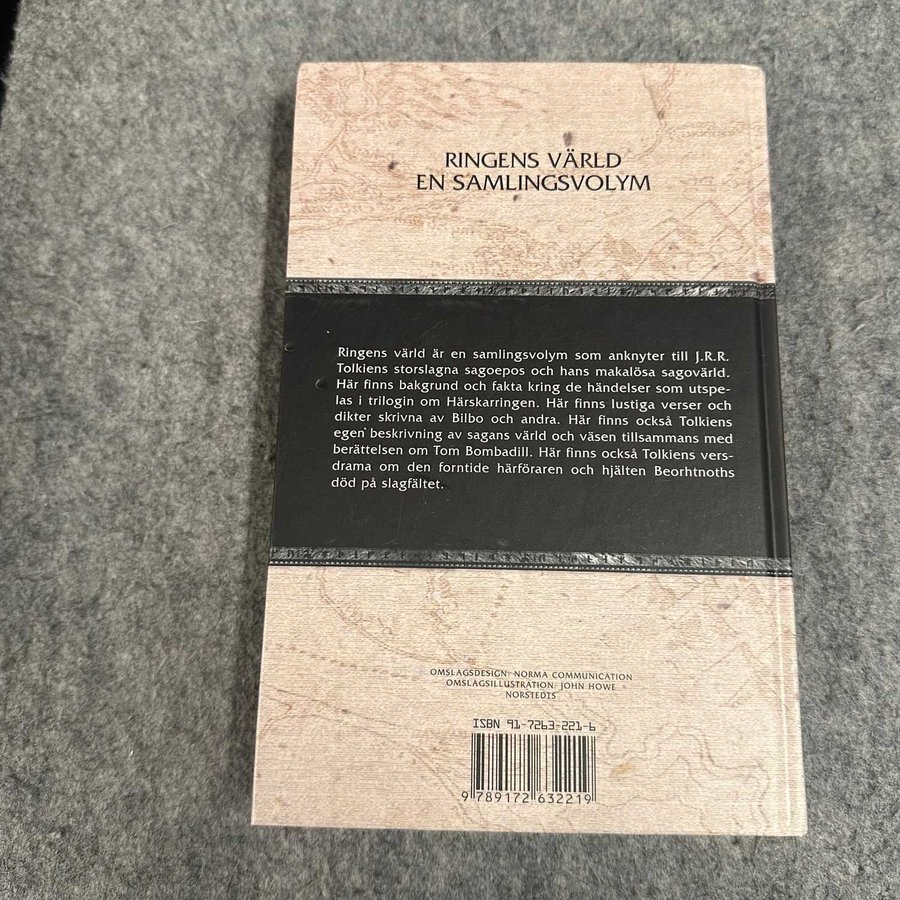 RINGENS VÄRLD
EN SAMLINGSVOLYM
Ringens värld är en samlingsvolym som anknyter till J.R.R.
Tolkiens storslagna sagoepos och hans makalösa sagovärld.
Här finns bakgrund och fakta kring de händelser som utspe-
las i trilogin om Härskarringen. Här finns lustiga verser och
dikter skrivna av Bilbo och andra. Här finns också Tolkiens
egen beskrivning av sagans värld och väsen tillsammans med
berättelsen om Tom Bombadill. Här finns också Tolkiens vers-
drama om den forntide härföraren och hjälten Beorhtnoths
död på slagfältet.
OMSLAGSDESIGN: NORMA COMMUNICATION
OMSLAGSILLUSTRATION: JOHN HOWE
NORSTEDTS
ISBN 91-7263-221-6
9 789172 632219